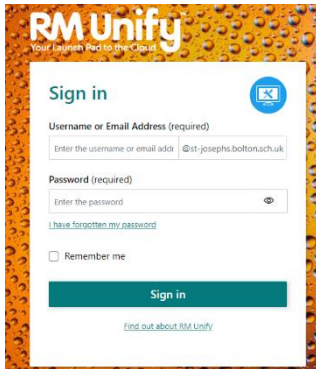 RM Unify
Your Launch Pad to the Cloud
Sign in
Username or Email Address (required)
Enter the username or email addr @st-josephs.bolton.sch.uk
Password (required)
Enter the password
I have forgotten my password
Remember me
Sign in
Find out about RM Unify